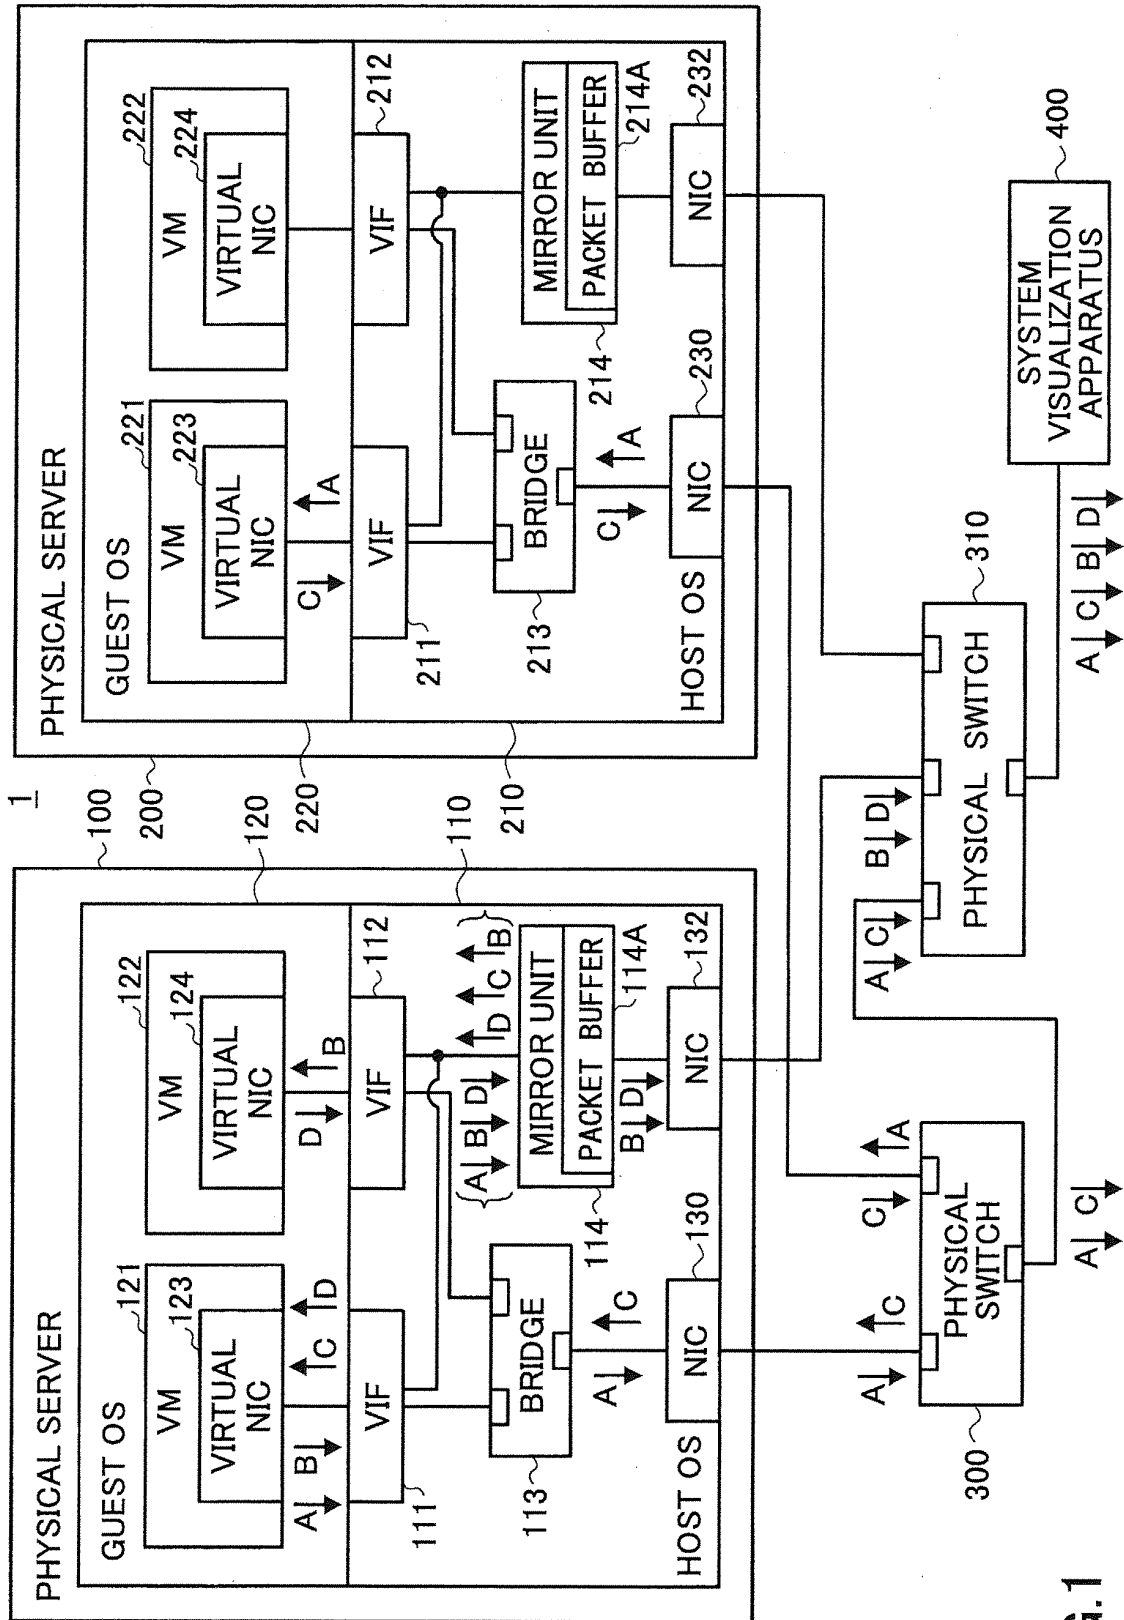 1
PHYSICAL SERVER
100
GUEST OS
120
VM
121
VIRTUAL
NIC
123
VM
122
VIRTUAL
NIC
124
A
B
C
D
D
B
VIF
111
VIF
112
110
A
B
D
D
C
B
BRIDGE
113
MIRROR UNIT
PACKET BUFFER
114
114A
A
C
B
D
HOST OS
NIC
130
NIC
132
PHYSICAL SERVER
200
GUEST OS
220
VM
221
VIRTUAL
NIC
223
VM
222
VIRTUAL
NIC
224
C
A
VIF
211
VIF
212
210
BRIDGE
213
MIRROR UNIT
PACKET BUFFER
214
214A
C
A
HOST OS
NIC
230
NIC
232
A
C
C
A
PHYSICAL
SWITCH
300
A
C
A
C
B
D
PHYSICAL SWITCH
310
A
C
B
D
SYSTEM
VISUALIZATION
APPARATUS
400
G.1